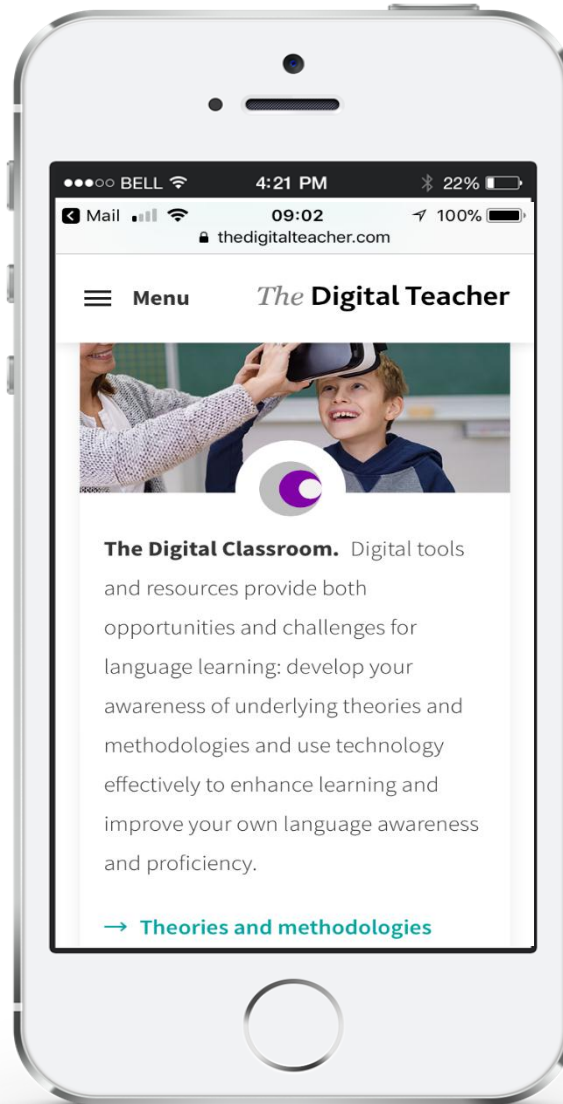 BELL 4:21 PM 22%
Mail 09:02 100%
thedigitalteacher.com
Menu The Digital Teacher
The Digital Classroom. Digital tools
and resources provide both
opportunities and challenges for
language learning: develop your
awareness of underlying theories and
methodologies and use technology
effectively to enhance learning and
improve your own language awareness
and proficiency.
→ Theories and methodologies